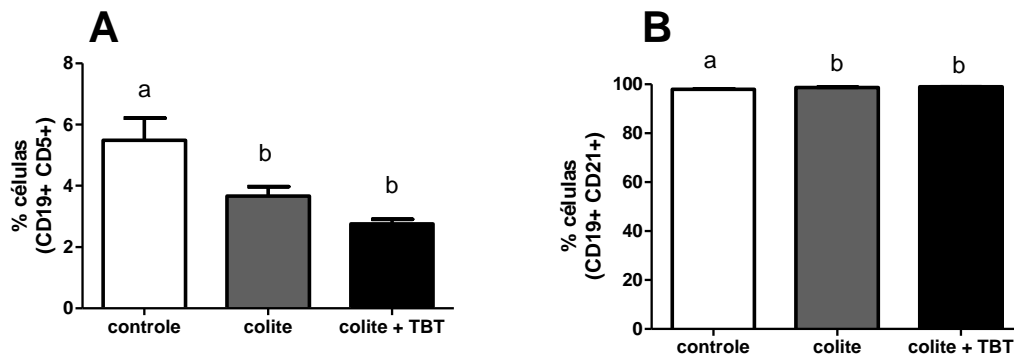 A
% células
(CD19+ CD5+)
8
6
4
2
0
a
b
b
controle
colite
colite + TBT
B
% células
(CD19+ CD21+)
100
80
60
40
20
0
a
b
b
controle
colite
colite + TBT